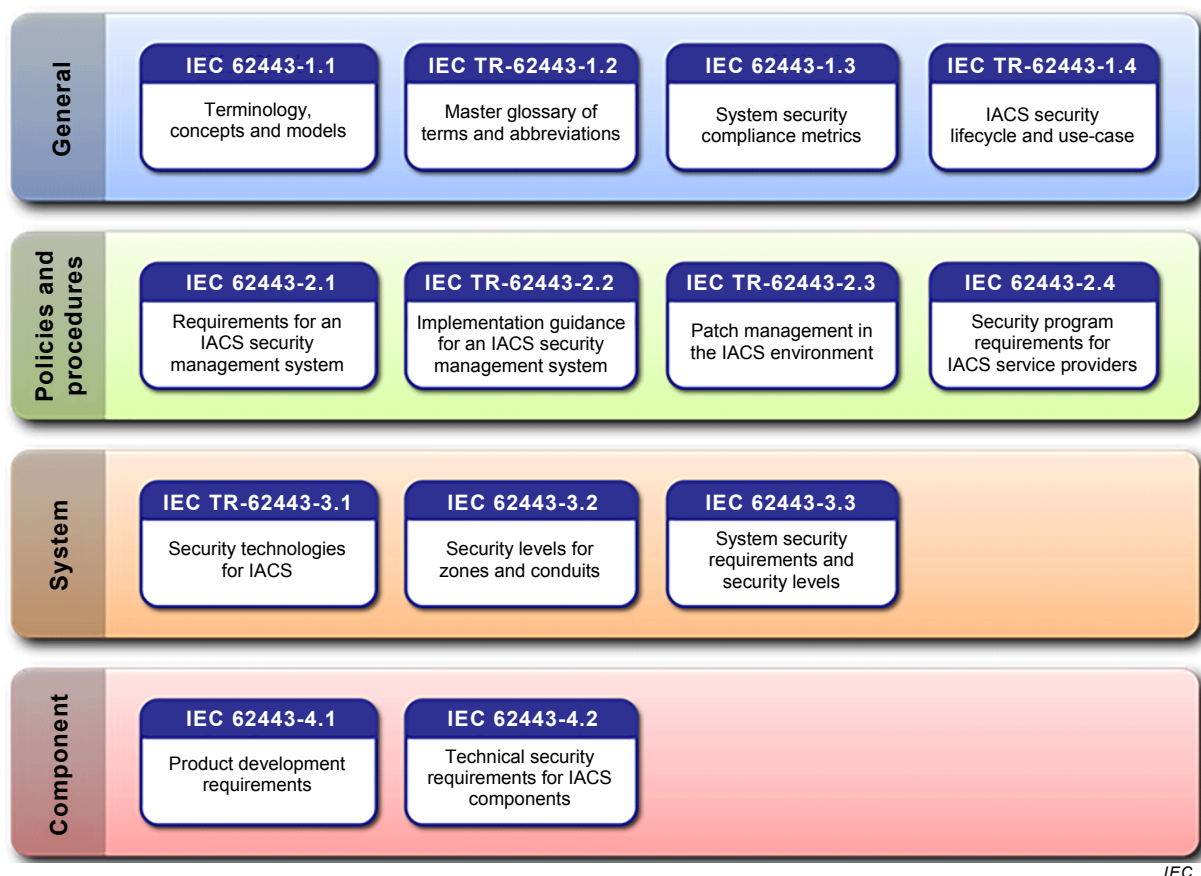 General
IEC 62443-1.1
Terminology,
concepts and models
IEC TR-62443-1.2
Master glossary of
terms and abbreviations
IEC 62443-1.3
System security
compliance metrics
IEC TR-62443-1.4
IACS security
lifecycle and use-case
Policies and
procedures
IEC 62443-2.1
Requirements for an
IACS security
management system
IEC TR-62443-2.2
Implementation guidance
for an IACS security
management system
IEC TR-62443-2.3
Patch management in
the IACS environment
IEC 62443-2.4
Security program
requirements for
IACS service providers
System
IEC TR-62443-3.1
Security technologies
for IACS
IEC 62443-3.2
Security levels for
zones and conduits
IEC 62443-3.3
System security
requirements and
security levels
Component
IEC 62443-4.1
Product development
requirements
IEC 62443-4.2
Technical security
requirements for IACS
components
IEC